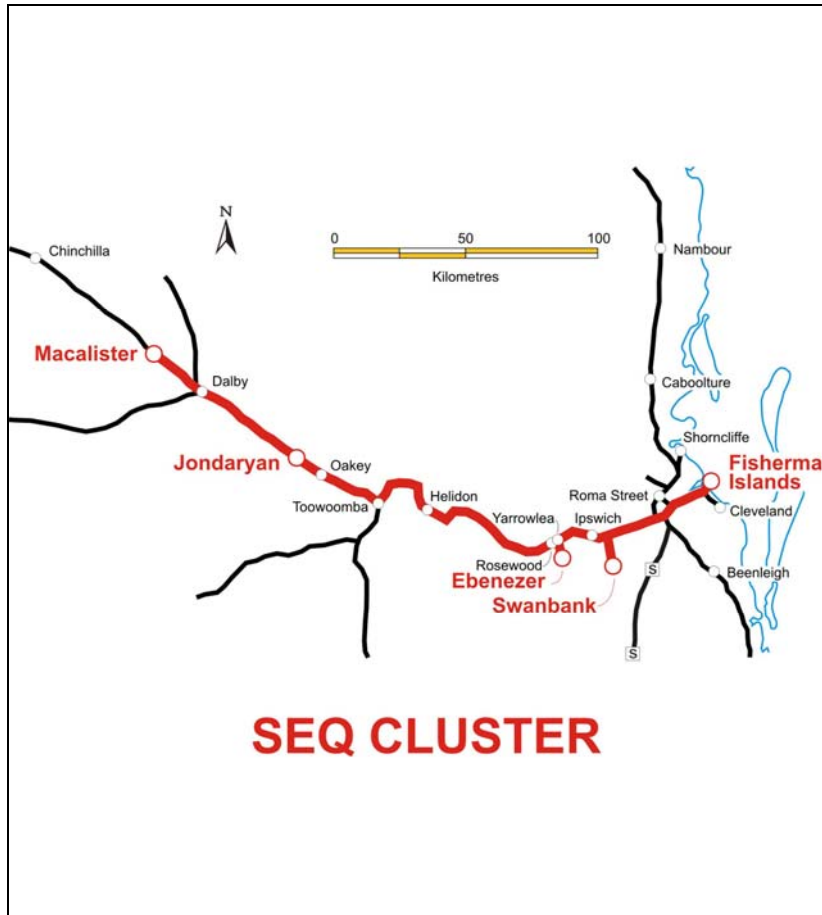 N
0
50
100
Kilometres
Chinchilla
Nambour
Macalister
Dalby
Caboolture
Jondaryan
Oakey
Shorncliffe
Fisherma
Islands
Toowoomba
Helidon
Roma Street
Cleveland
Yarrowlea
Ipswich
Rosewood
Ebenezer
S
Beenleigh
Swanbank
S
SEQ CLUSTER